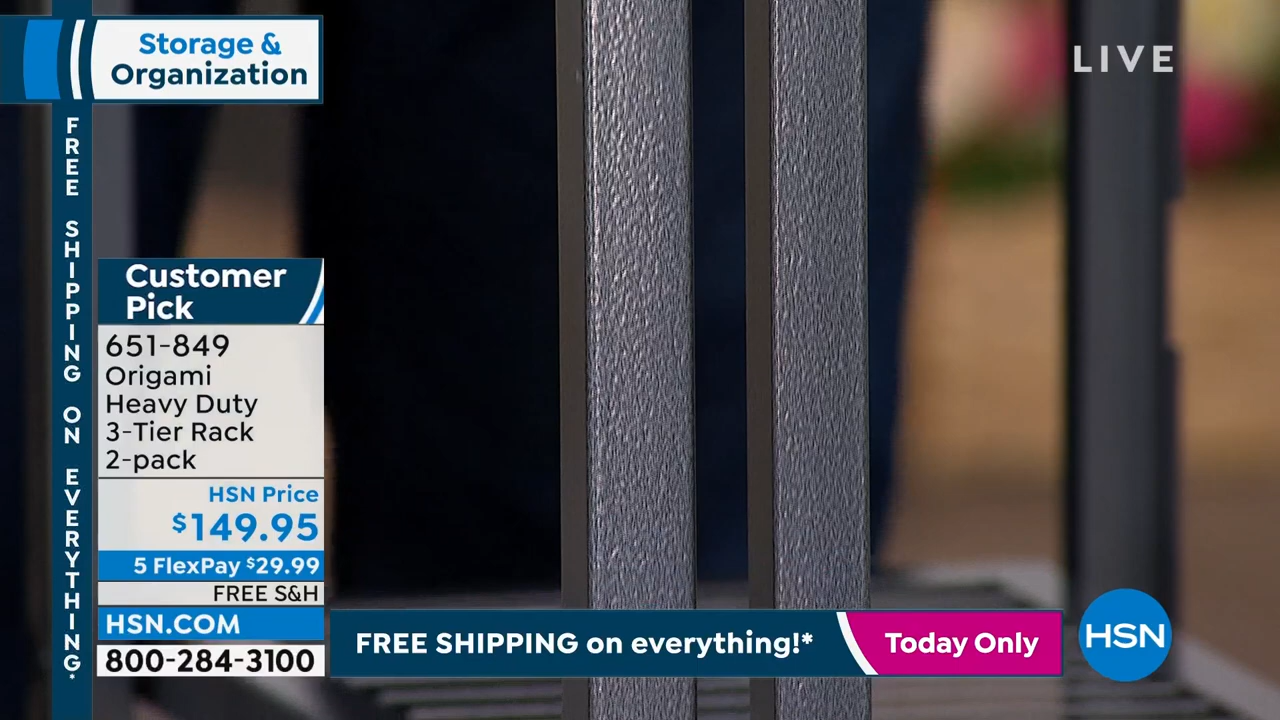 Storage &
Organization
LIVE
FREE SHIPPING ON EVERYTHING!*
Customer
Pick
651-849
Origami
Heavy Duty
3-Tier Rack
2-pack
HSN Price
$149.95
5 FlexPay $29.99
FREE S&H
HSN.COM
800-284-3100
FREE SHIPPING on everything!*
Today Only
HSN